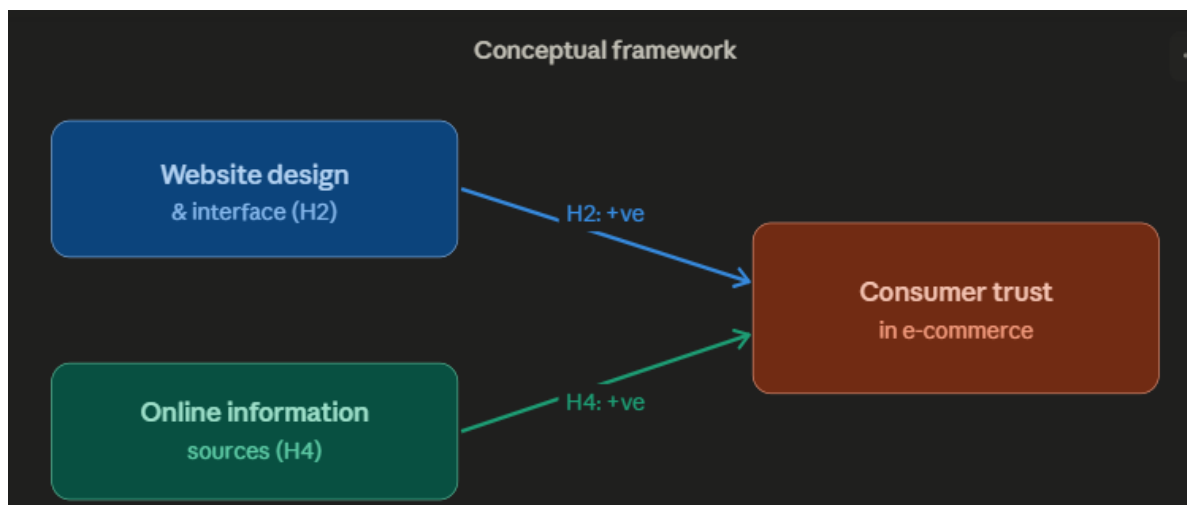 Conceptual framework
Website design
& interface (H2)
H2: +ve
Consumer trust
in e-commerce
Online information
sources (H4)
H4: +ve